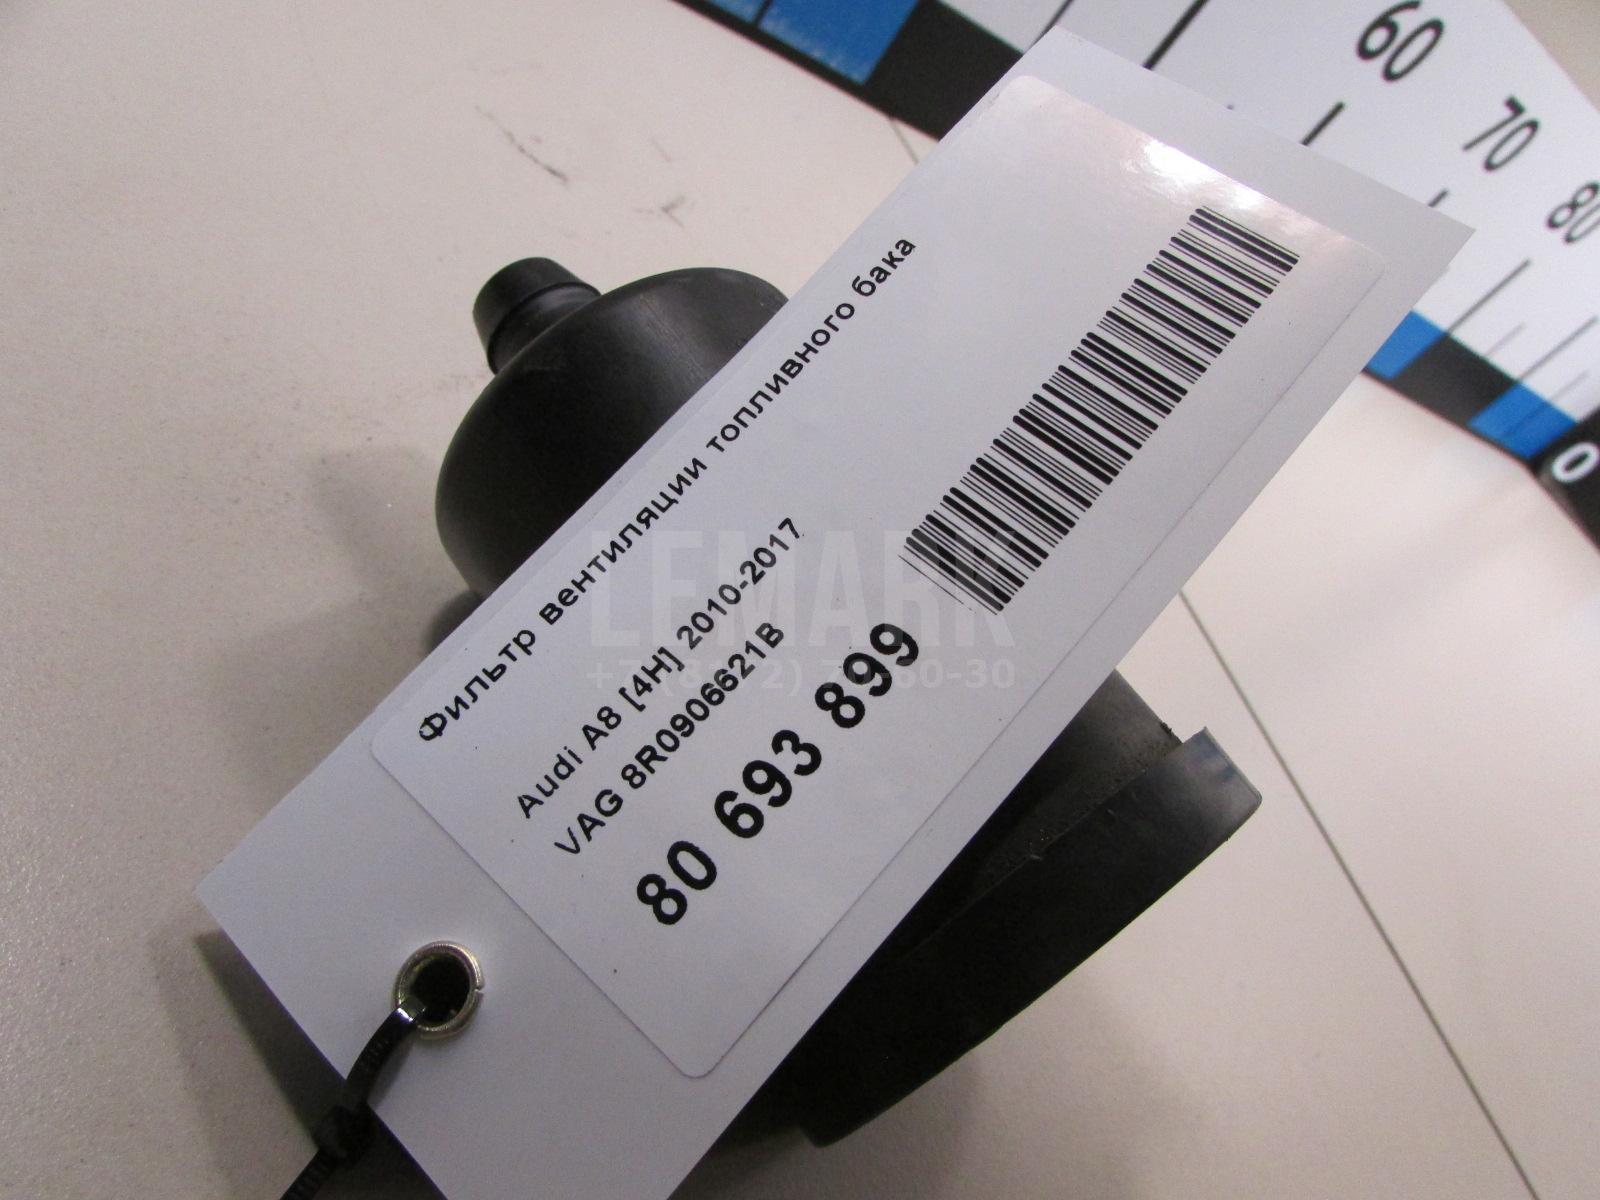 60
70
80
0
Фильтр вентиляции топливного бака
Audi A8 [4H] 2010-2017
VAG 8R0906621B
80 693 899
LEMARK